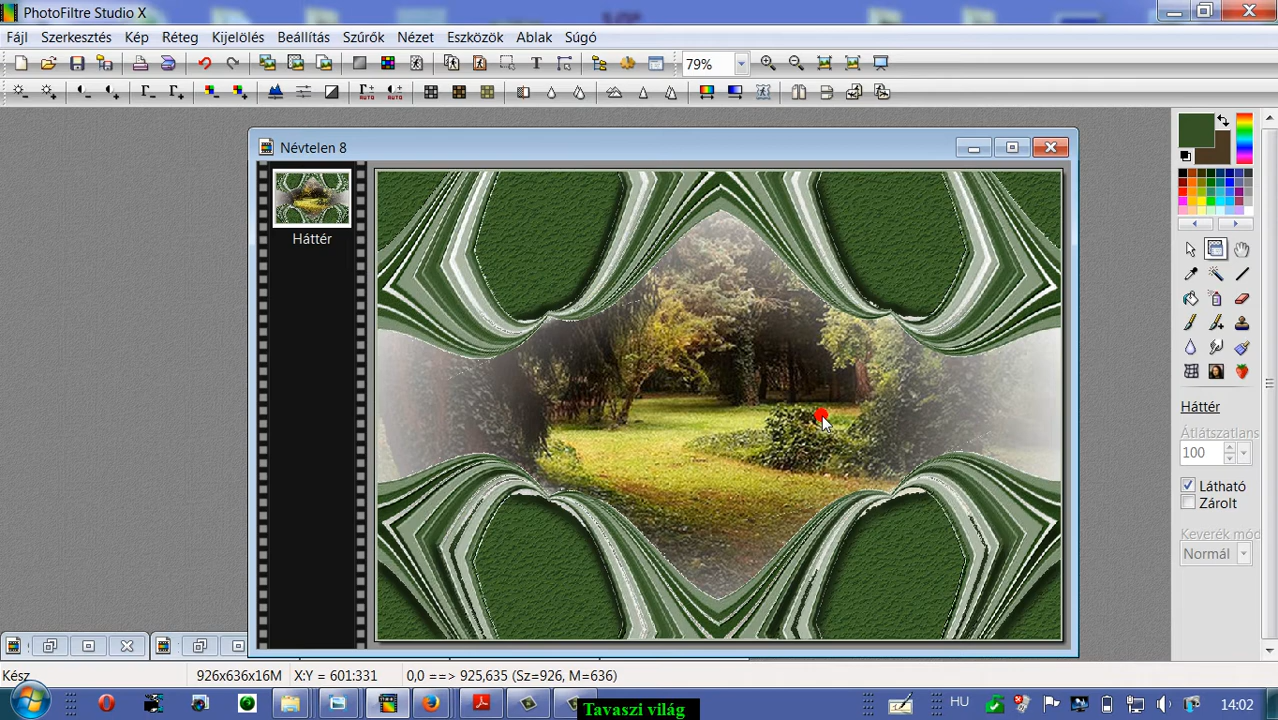 PhotoFiltre Studio X
Fájl Szerkesztés Kép Réteg Kijelölés Beállítás Szűrők Nézet Eszközök Ablak Súgó
79%
Névtelen 8
Háttér
Háttér
Átlátszatlans
100
Látható
Zárolt
Keverék mód
Normál
Kész 926x636x16M X:Y = 601:331 0,0 ==> 925,635 (Sz=926, M=636)
HU 14:02
Tavaszi világ